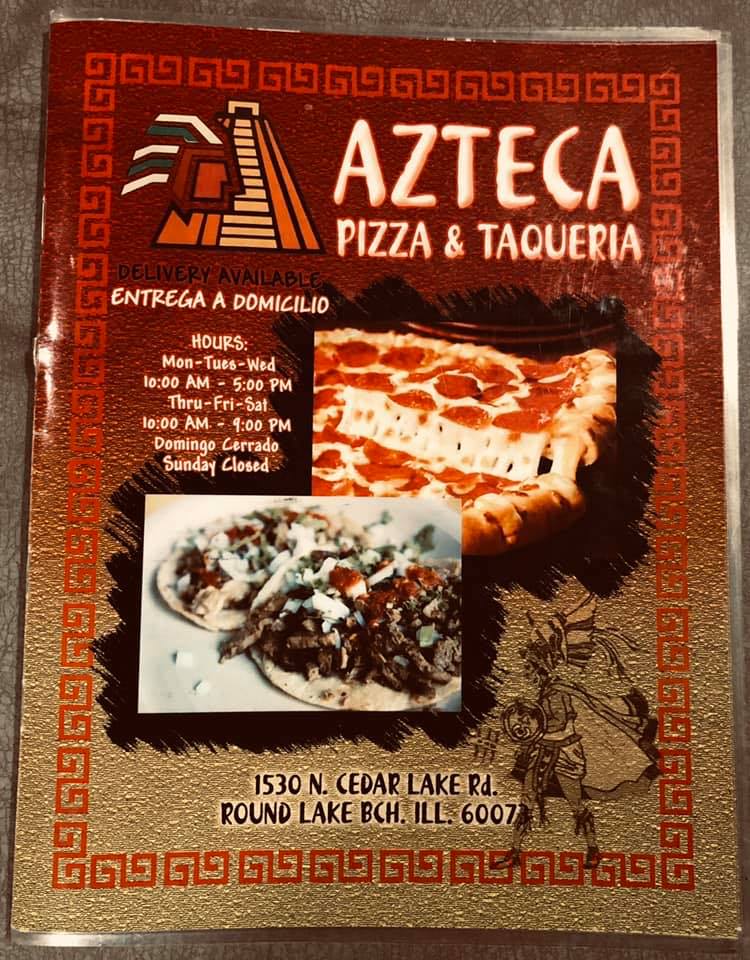 AZTECA
PIZZA & TAQUERIA
DELIVERY AVAILABLE
ENTREGA A DOMICILIO
HOURS:
Mon-Tues-Wed
10:00 AM - 5:00 PM
Thru-Fri-Sat
10:00 AM - 9:00 PM
Domingo Cerrado
Sunday Closed
1530 N. CEDAR LAKE Rd.
ROUND LAKE BCH. ILL. 60073